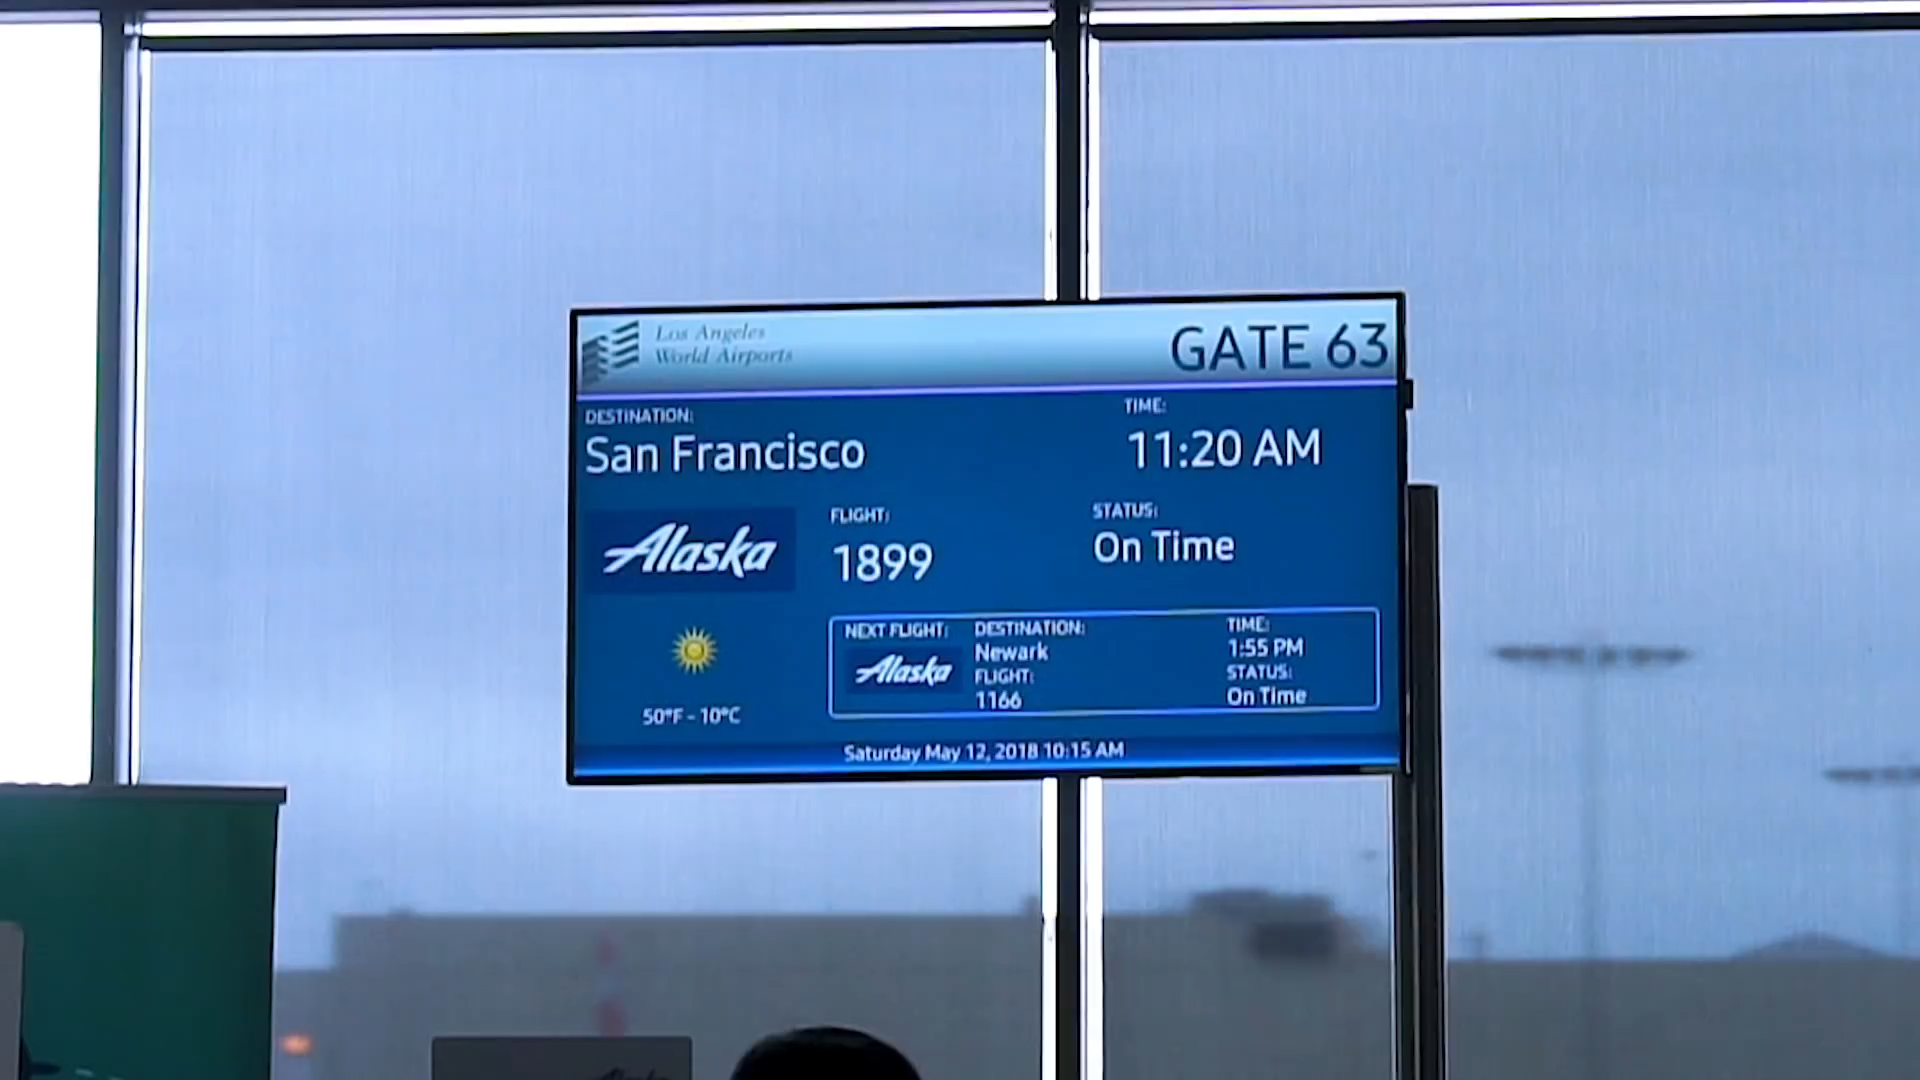 Los Angeles
World Airports
GATE 63
DESTINATION:
San Francisco
TIME:
11:20 AM
Alaska
FLIGHT:
1899
STATUS:
On Time
50°F - 10°C
NEXT FLIGHT:
Alaska
DESTINATION:
Newark
FLIGHT:
1166
TIME:
1:55 PM
STATUS:
On Time
Saturday May 12, 2018 10:15 AM